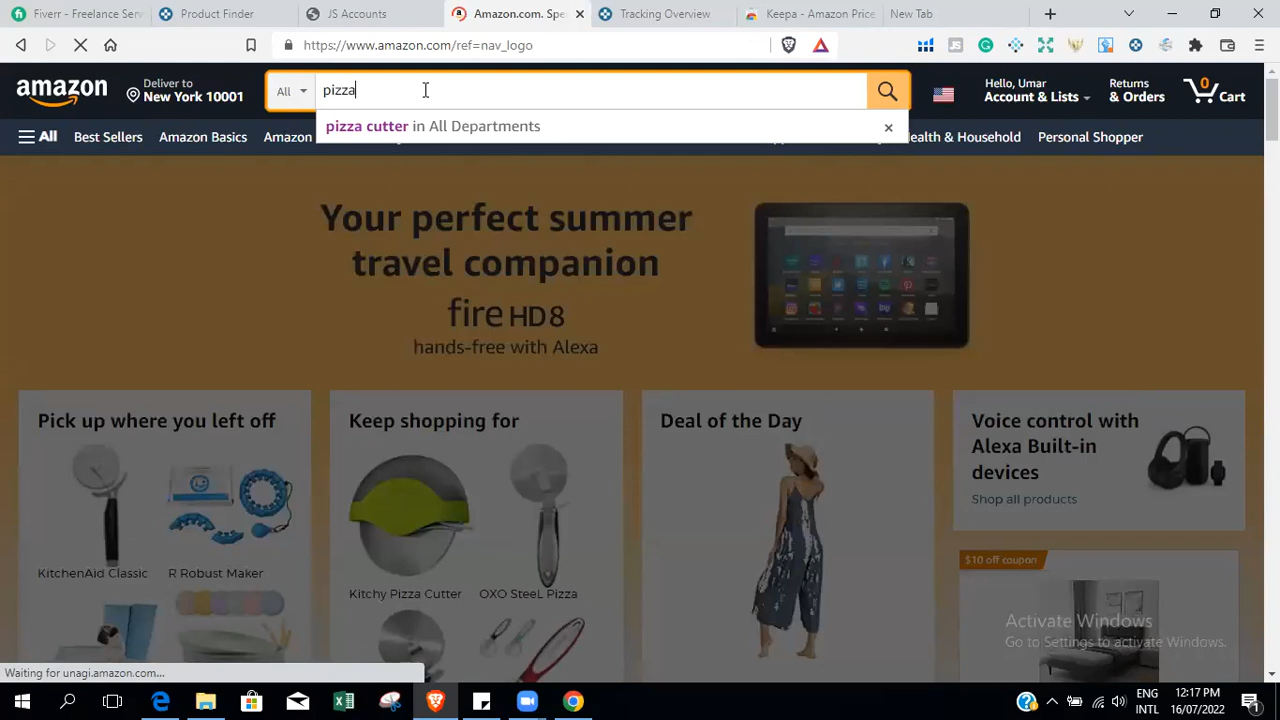 Fiverr - Freelance Serv
Product Finder
JS Accounts
Amazon.com. Spe
Tracking Overview
Keepa - Amazon Price
New Tab
https://www.amazon.com/ref=nav_logo
amazon
Deliver to
New York 10001
All
pizza
Hello, Umar
Account & Lists
Returns
& Orders
0
Cart
pizza cutter in All Departments
All
Best Sellers
Amazon Basics
Amazon
ealth & Household
Personal Shopper
Your perfect summer
travel companion
fire HD 8
hands-free with Alexa
Pick up where you left off
KitchenAid Classic
R Robust Maker
Keep shopping for
Kitchy Pizza Cutter
OXO SteeL Pizza
Deal of the Day
Voice control with
Alexa Built-in
devices
Shop all products
$10 off coupon
Activate Windows
Go to Settings to activate Windows.
Waiting for unagi.amazon.com...
ENG
INTL
12:17 PM
16/07/2022